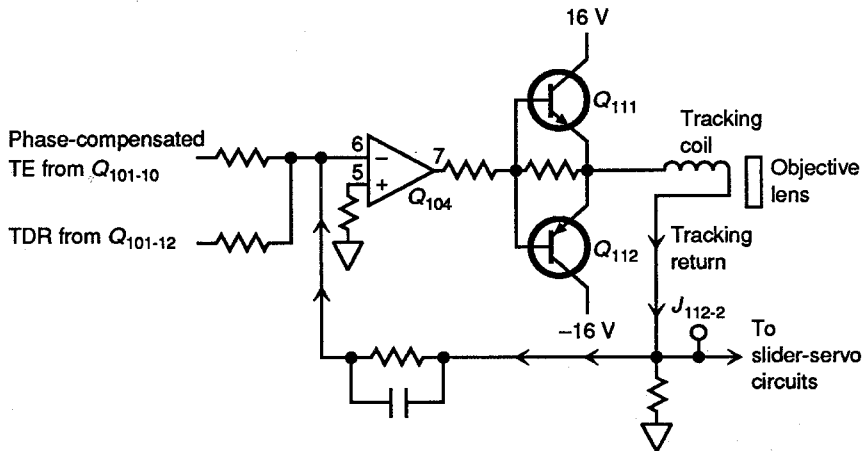 16 V
Q111
Tracking
coil
Phase-compensated
TE from Q101-10
6
7
5
Q104
Objective
lens
TDR from Q101-12
Q112
Tracking
return
J112-2
–16 V
To
slider-servo
circuits